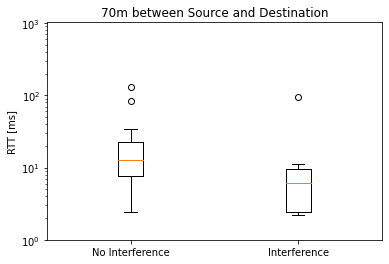 70m between Source and Destination
10³
10²
10¹
10⁰
RTT [ms]
No Interference
Interference